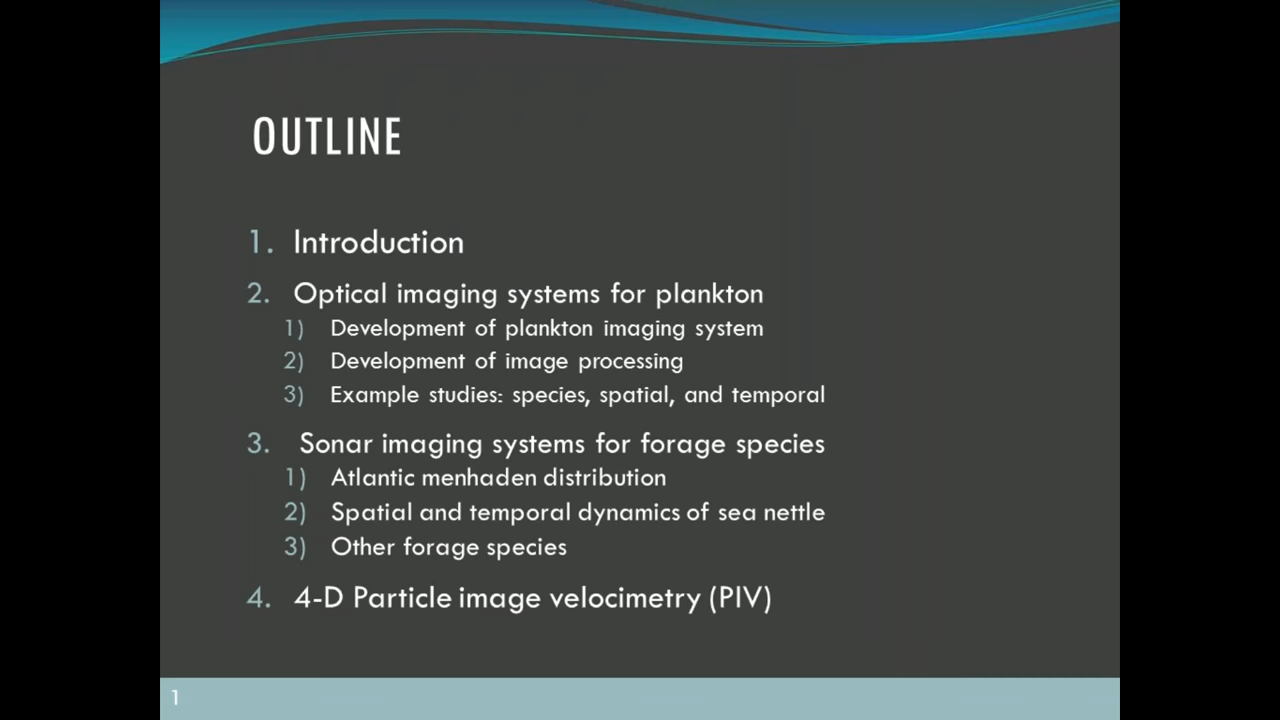 OUTLINE
1. Introduction
2. Optical imaging systems for plankton
1) Development of plankton imaging system
2) Development of image processing
3) Example studies: species, spatial, and temporal
3. Sonar imaging systems for forage species
1) Atlantic menhaden distribution
2) Spatial and temporal dynamics of sea nettle
3) Other forage species
4. 4-D Particle image velocimetry (PIV)
1